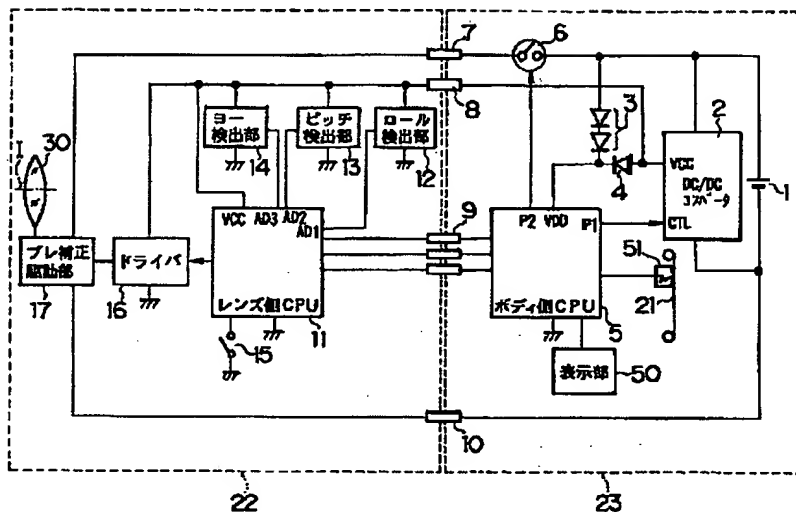 7
6
8
3
2
ヨー
検出部
14
ピッチ
検出部
13
ロール
検出部
12
4
VCC
DC/DC
コンバータ
CTL
1
I
30
VCC
AD3
AD2
AD1
9
P2
VDD
P1
51
21
ブレ補正
駆動部
17
ドライバ
16
レンズ側CPU
11
15
ボディ側CPU
5
表示部
50
10
22
23